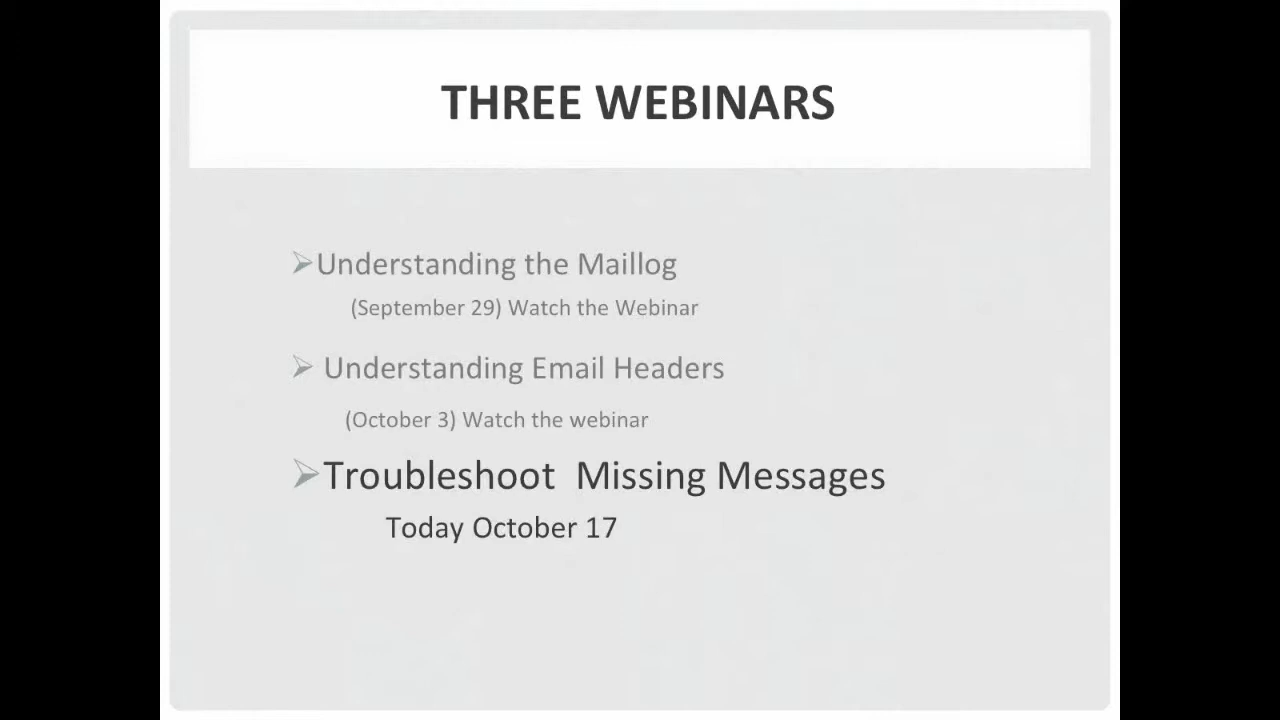 THREE WEBINARS
➢Understanding the Maillog
(September 29) Watch the Webinar
➢ Understanding Email Headers
(October 3) Watch the webinar
➢Troubleshoot  Missing Messages
Today October 17